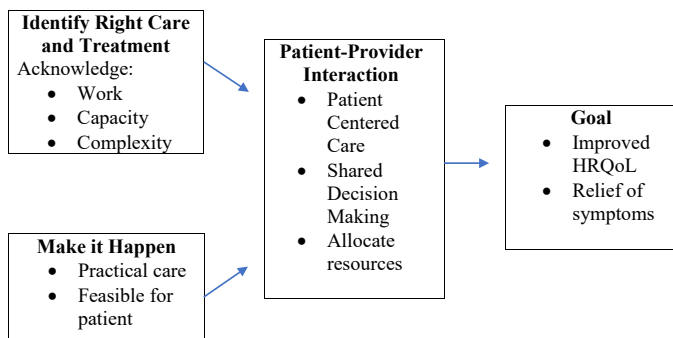 Identify Right Care
and Treatment
Acknowledge:
• Work
• Capacity
• Complexity
Make it Happen
• Practical care
• Feasible for
patient
Patient-Provider
Interaction
• Patient
Centered
Care
• Shared
Decision
Making
• Allocate
resources
Goal
• Improved
HRQoL
• Relief of
symptoms